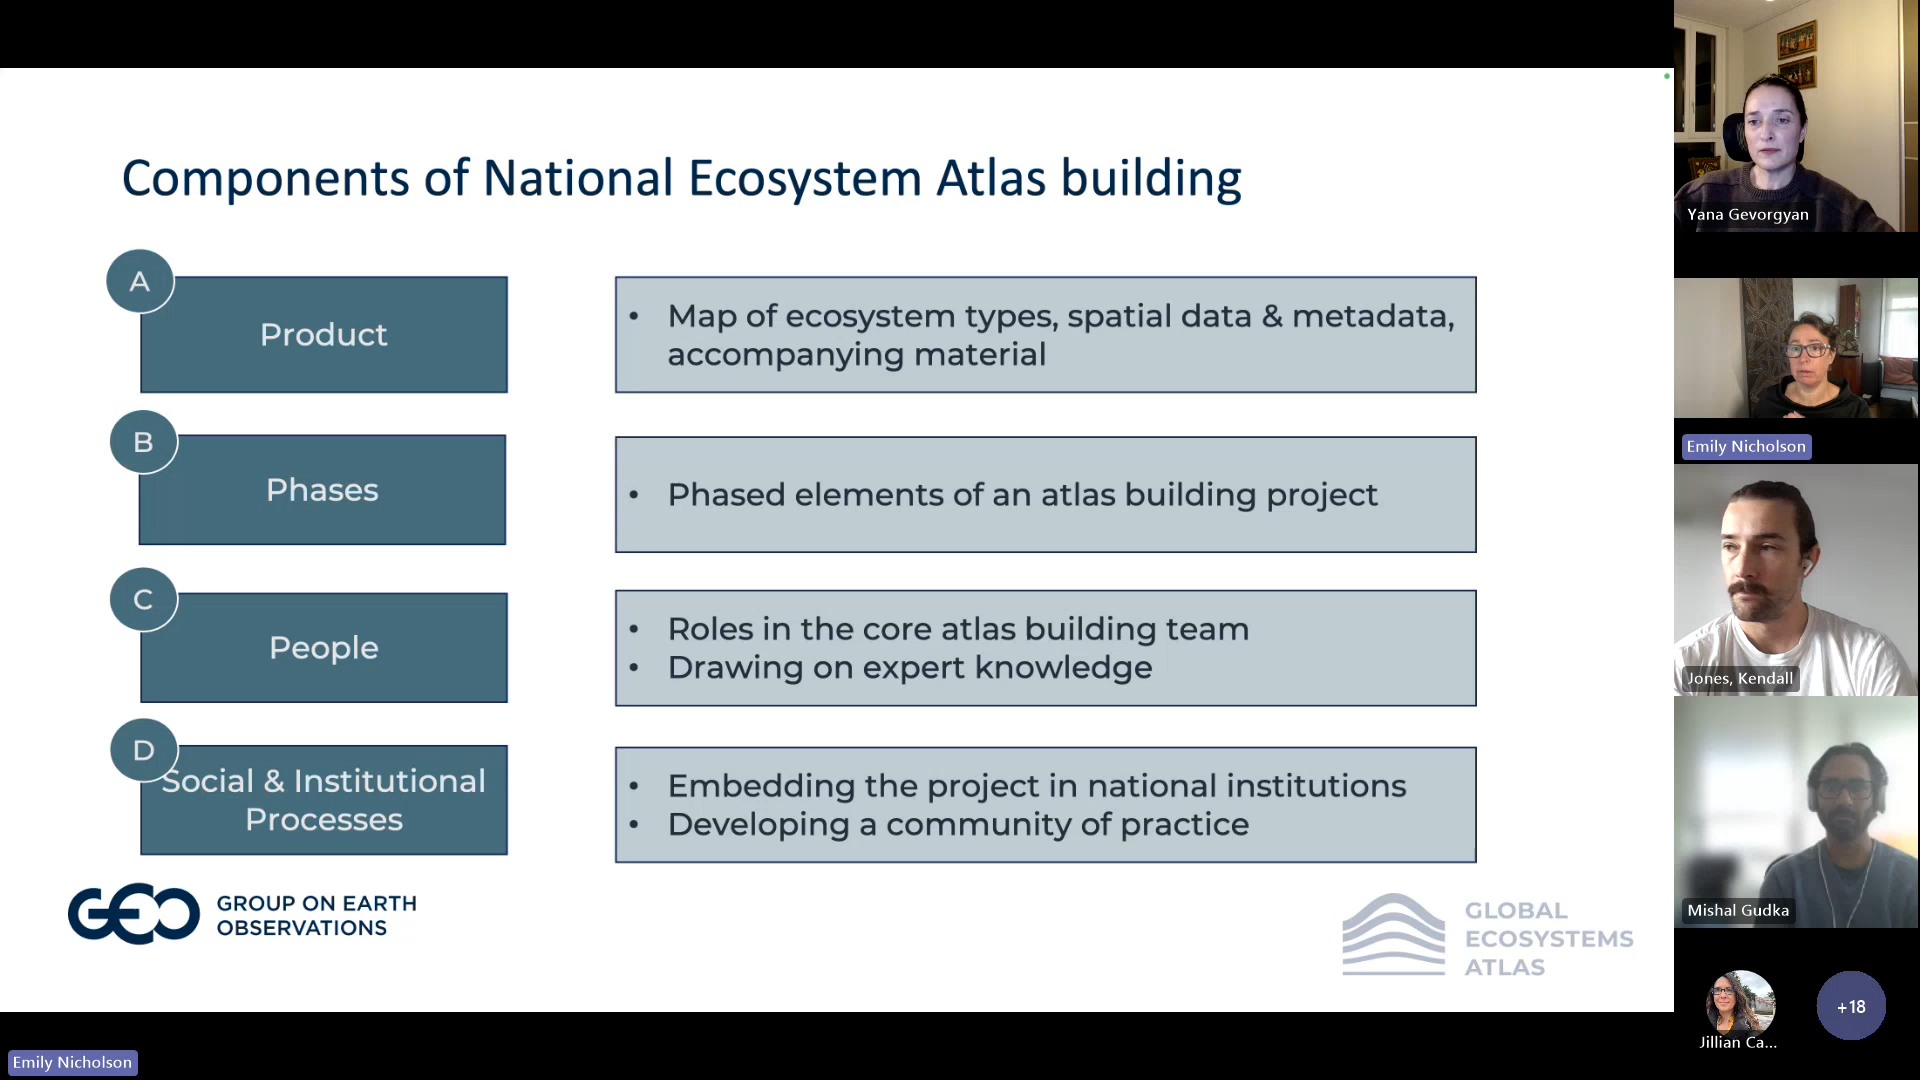 Components of National Ecosystem Atlas building
A
Product
• Map of ecosystem types, spatial data & metadata,
accompanying material
B
Phases
• Phased elements of an atlas building project
C
People
• Roles in the core atlas building team
• Drawing on expert knowledge
D
Social & Institutional
Processes
• Embedding the project in national institutions
• Developing a community of practice
GEO
GROUP ON EARTH
OBSERVATIONS
GLOBAL
ECOSYSTEMS
ATLAS
Emily Nicholson
Yana Gevorgyan
Emily Nicholson
Jones, Kendall
Mishal Gudka
Jillian Ca...
+18